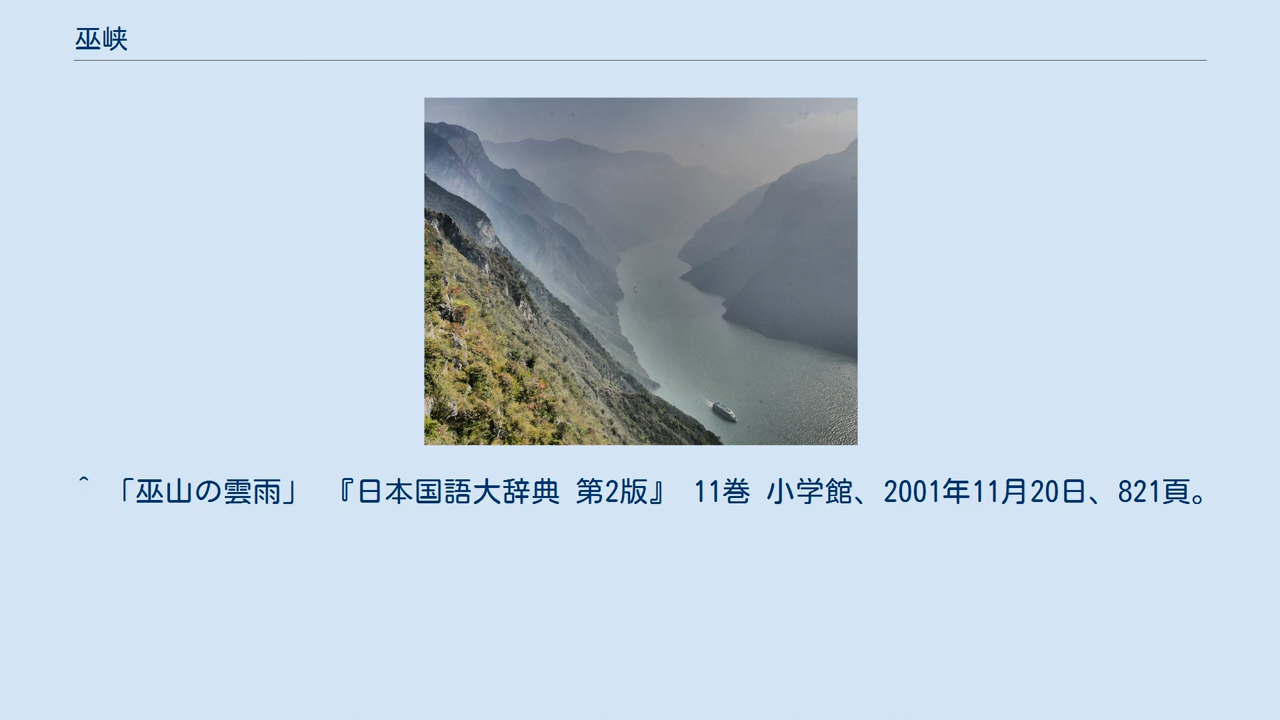 巫峡
^ 「巫山の雲雨」 『日本国語大辞典 第2版』 11巻 小学館、2001年11月20日、821頁。